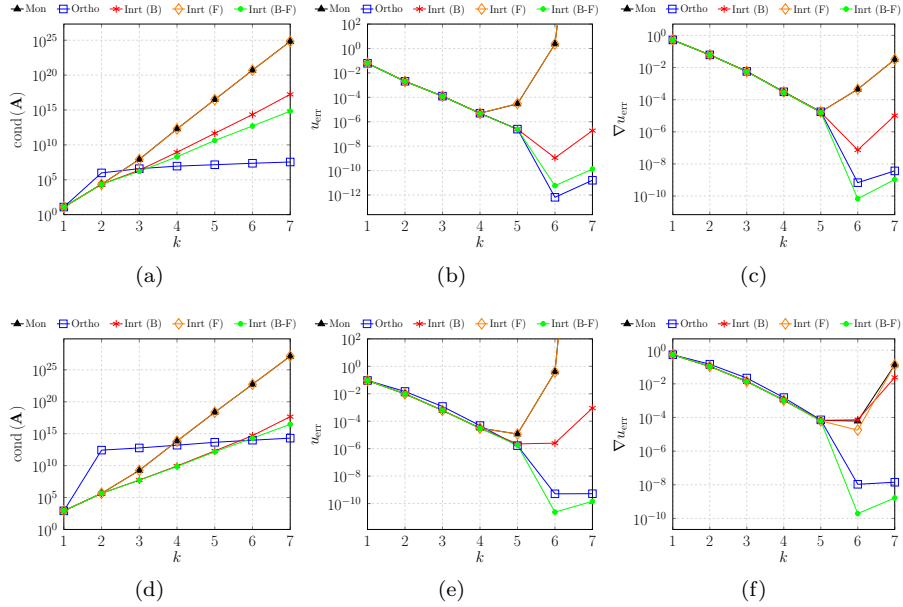 Mon Ortho Inrt (B) Inrt (F) Inrt (B-F)
cond(A)
10^25
10^20
10^15
10^10
10^5
10^0
1 2 3 4 5 6 7
k
(a)
Mon Ortho Inrt (B) Inrt (F) Inrt (B-F)
u_err
10^2
10^0
10^-2
10^-4
10^-6
10^-8
10^-10
10^-12
1 2 3 4 5 6 7
k
(b)
Mon Ortho Inrt (B) Inrt (F) Inrt (B-F)
∇u_err
10^0
10^-2
10^-4
10^-6
10^-8
10^-10
1 2 3 4 5 6 7
k
(c)
Mon Ortho Inrt (B) Inrt (F) Inrt (B-F)
cond(A)
10^25
10^20
10^15
10^10
10^5
10^0
1 2 3 4 5 6 7
k
(d)
Mon Ortho Inrt (B) Inrt (F) Inrt (B-F)
u_err
10^2
10^0
10^-2
10^-4
10^-6
10^-8
10^-10
1 2 3 4 5 6 7
k
(e)
Mon Ortho Inrt (B) Inrt (F) Inrt (B-F)
∇u_err
10^0
10^-2
10^-4
10^-6
10^-8
10^-10
1 2 3 4 5 6 7
k
(f)